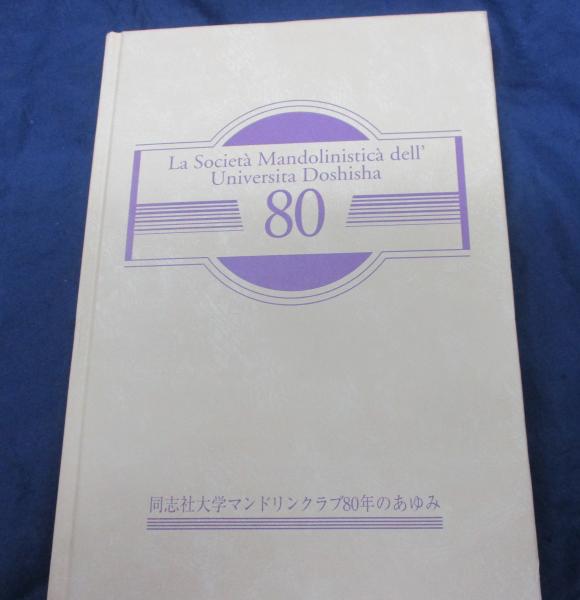 La Società Mandolinisticà dell'
Universita Doshisha
80
同志社大学マンドリンクラブ80年のあゆみ